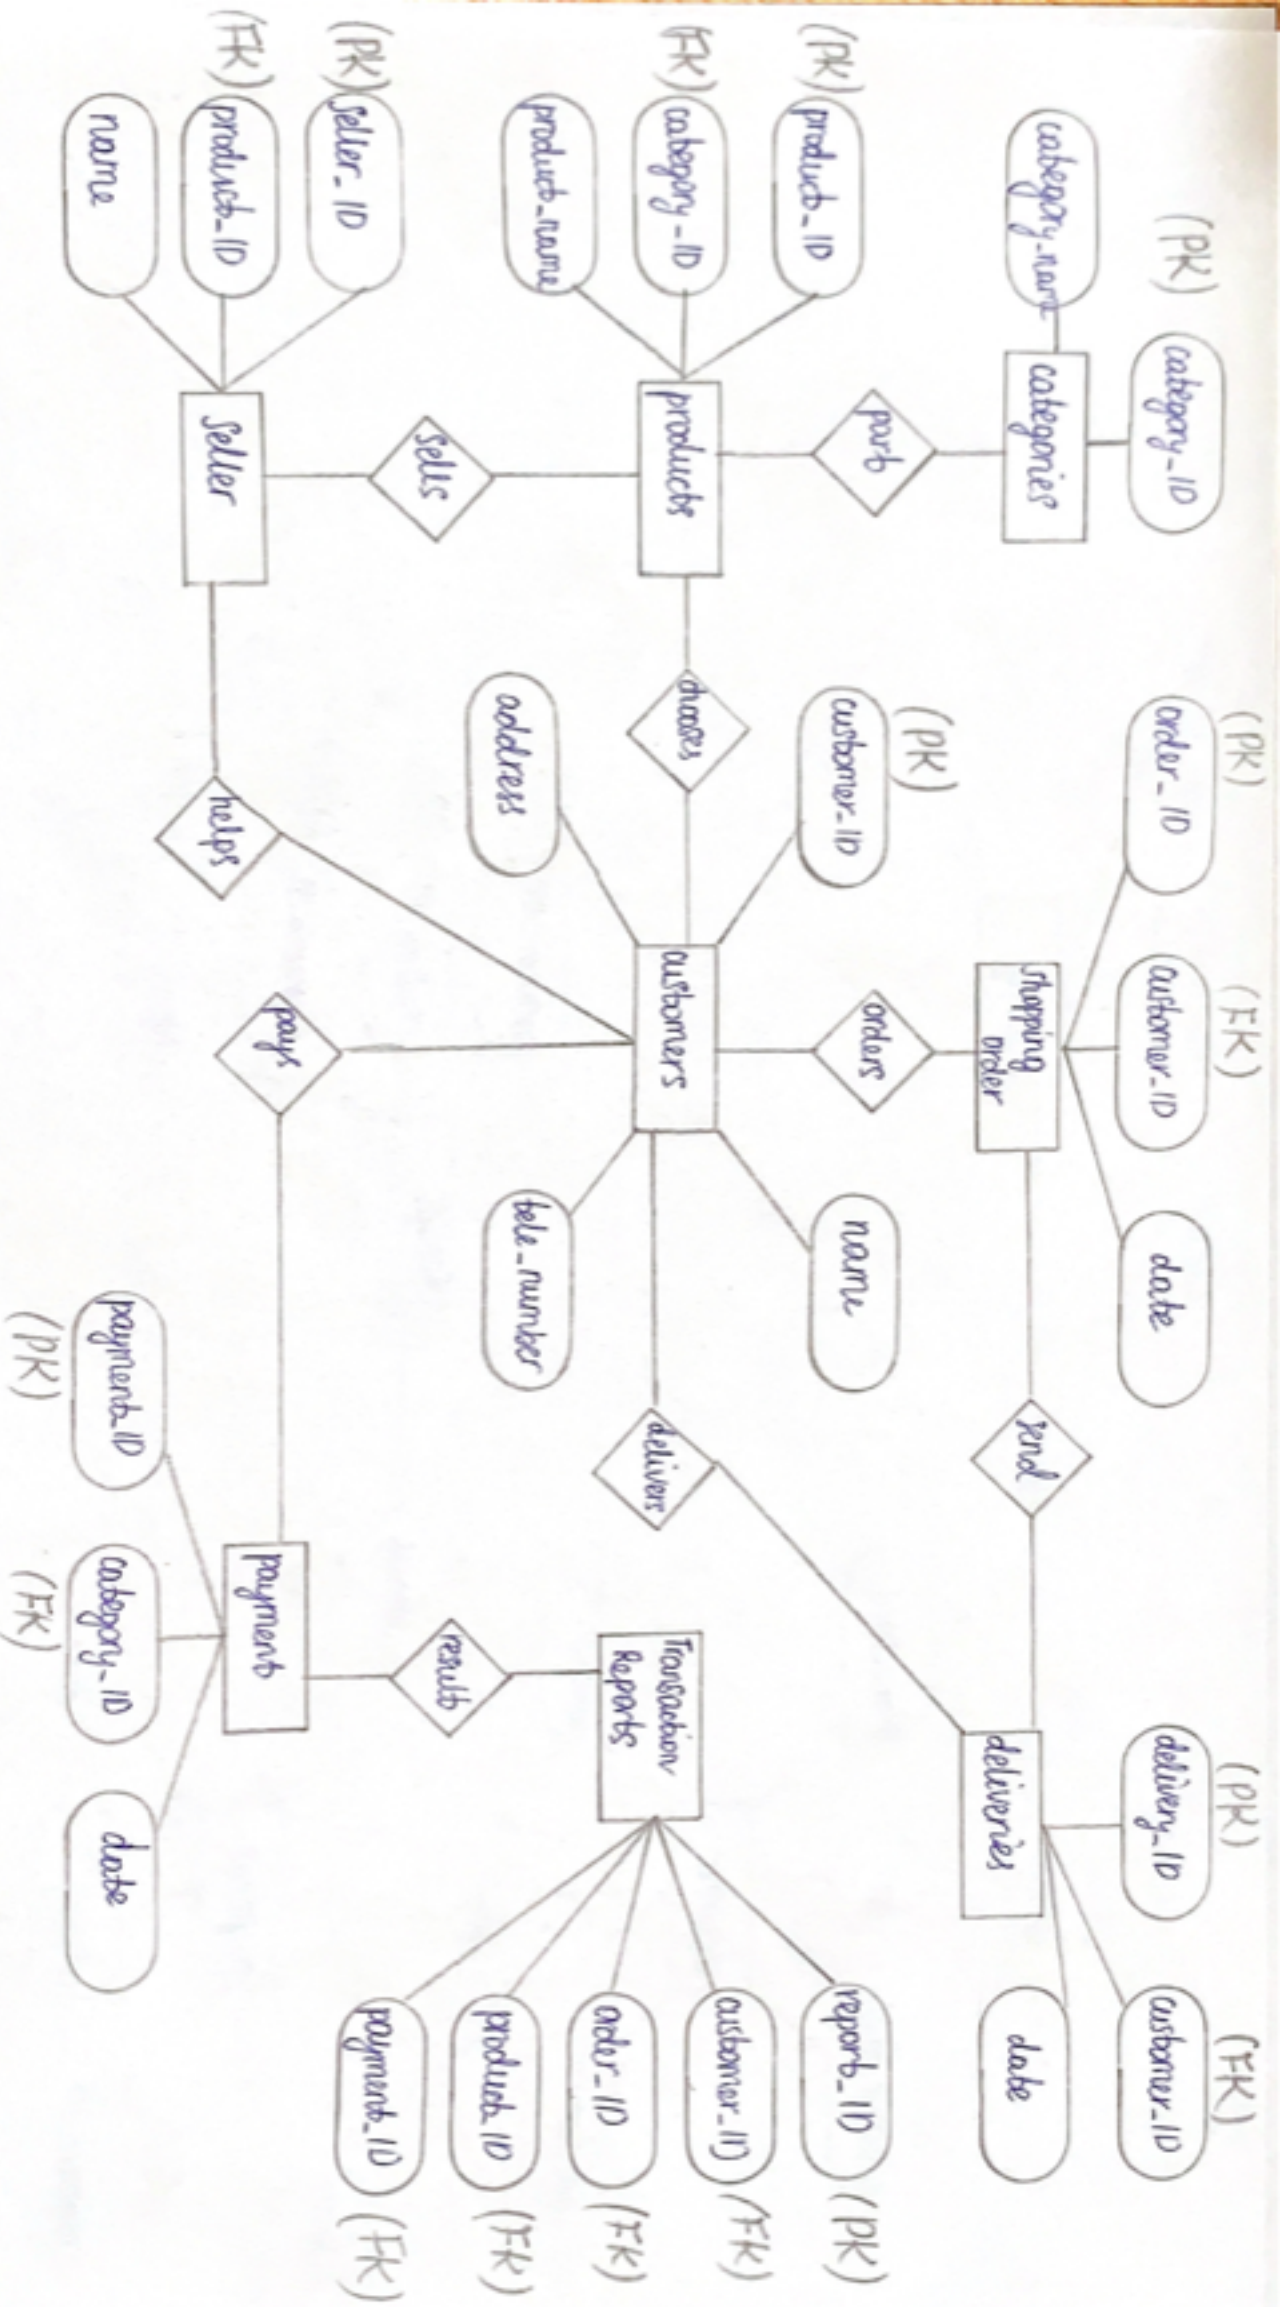 (PK)
(FK)
(PK)
(FK)
(PK)
category_ID
order_ID
customer_ID
date
delivery_ID
customer_ID
category_name
categories
shopping
order
send
deliveries
date
(PK)
part
(PK)
customer_ID
orders
name
report_ID
(PK)
product_ID
(FK)
category_ID
products
chooses
customers
delivers
Transaction
Reports
customer_ID
(FK)
product_name
address
tele_number
order_ID
(FK)
(PK)
seller_ID
sells
result
product_ID
(FK)
payment_ID
(FK)
(FK)
product_ID
seller
helps
pays
payment
name
payment_ID
category_ID
date
(PK)
(FK)